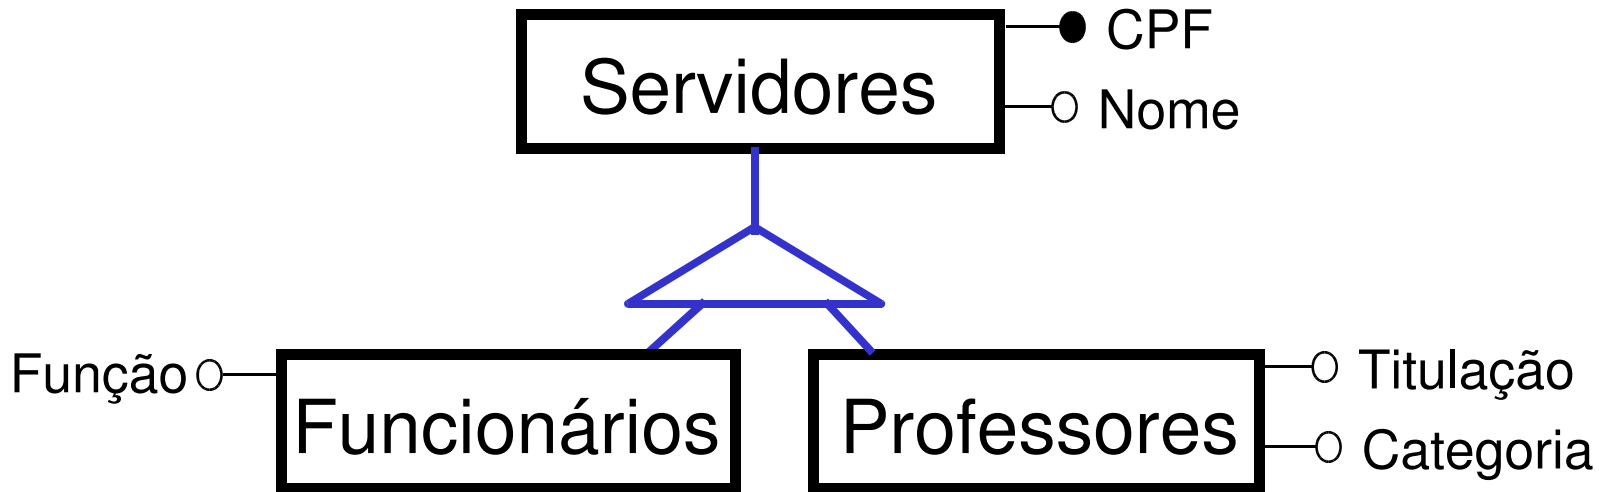 CPF
Servidores
Nome
Função
Funcionários
Professores
Titulação
Categoria